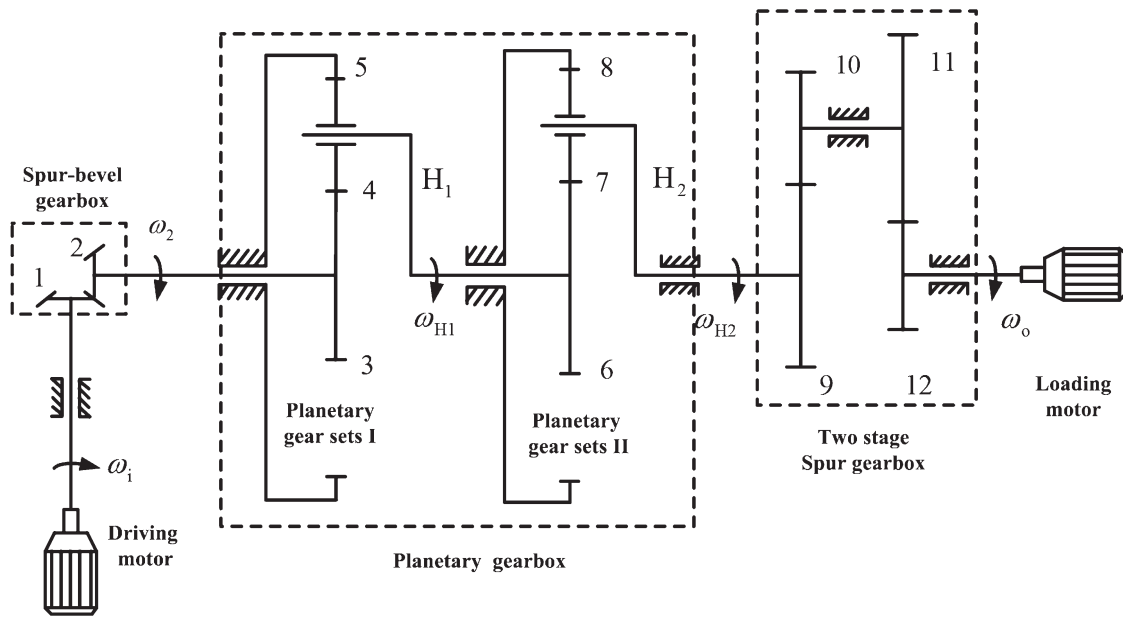 5
8
10
11
Spur-bevel
gearbox
4
H1
7
H2
ω2
2
1
ωH1
ωH2
ωo
3
6
9
12
Planetary
gear sets I
Planetary
gear sets II
Loading
motor
Two stage
Spur gearbox
ωi
Driving
motor
Planetary gearbox